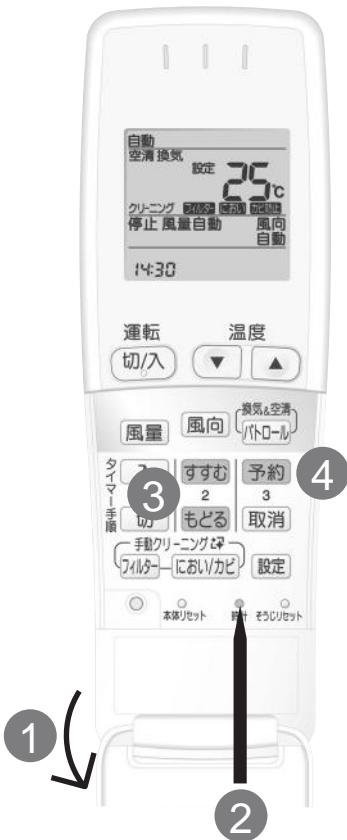 自動
空清 換気
設定 25℃
クリーニング フィルター におい カビ防止
停止 風量自動 風向
自動
14:30
運転 温度
切/入 ▼ ▲
換気&空清
風量 風向 パトロール
タイマー手順
3 すすむ 予約 4
2 3
切 もどる 取消
手動クリーニング
フィルター におい/カビ 設定
本体リセット 時計 そうじリセット
1
2